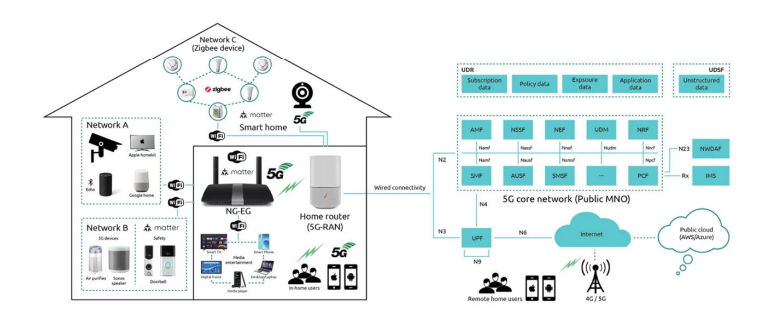 Network C
(Zigbee device)
zigbee
matter
5G
WiFi
Smart home
Network A
Apple homekit
Echo
Google home
WiFi
WiFi
Network B
matter
5G devices
Safety
Air purifies
Sonos
speaker
Doorbell
WiFi
matter
5G
NG-EG
Home router
(5G-RAN)
WiFi
Smart TV
Smart Phone
Media
entertainment
Digital frame
Desktop/Laptop
Media player
5G
In home users
Wired connectivity
UDR
Subscription
data
Policy data
Expsoure
data
Application
data
UDSF
Unstructured
data
AMF
NSSF
NEF
UDM
NRF
Namf
Nssf
Nnef
Nudm
Nnrf
Namf
Nausf
Nsmsf
Npcf
SMF
AUSF
SMSF
...
PCF
N23
NWDAF
Rx
IMS
N2
5G core network (Public MNO)
N4
N3
UPF
N6
N9
Internet
Public cloud
(AWS/Azure)
Remote home users
4G / 5G